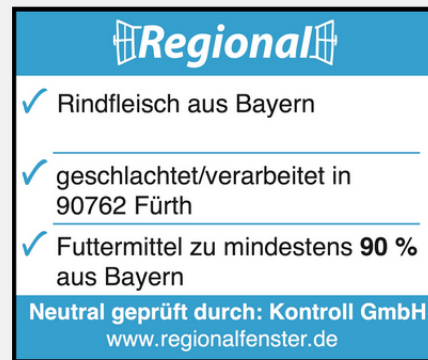 Regional
Rindfleisch aus Bayern
geschlachtet/verarbeitet in
90762 Fürth
Futtermittel zu mindestens 90 %
aus Bayern
Neutral geprüft durch: Kontroll GmbH
www.regionalfenster.de